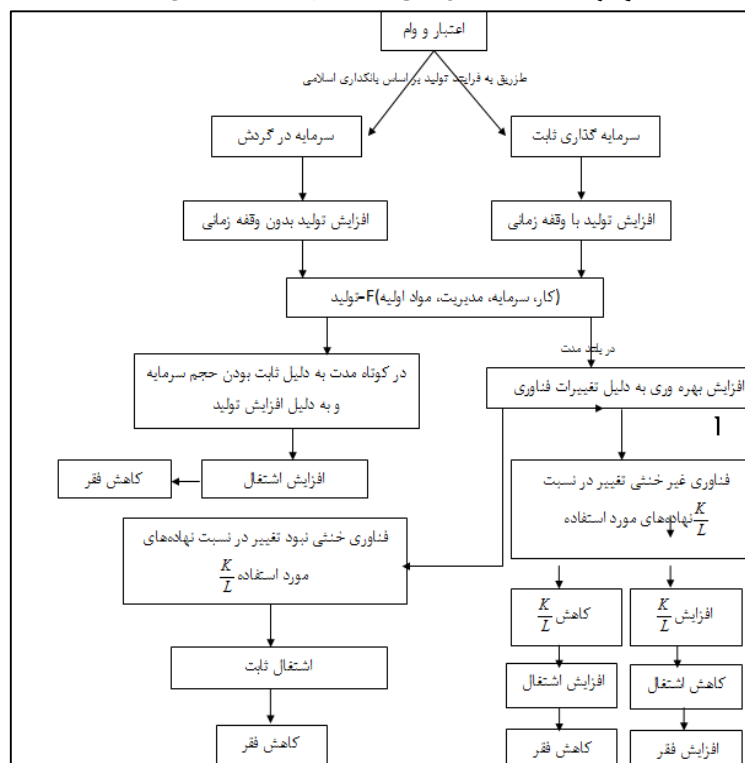 اعتبار و وام
طزریق به فرایند تولید بر اساس بانکداری اسلامی
سرمایه گذاری ثابت
سرمایه در گردش
افزایش تولید با وقفه زمانی
افزایش تولید بدون وقفه زمانی
تولید-F(کار، سرمایه، مدیریت، مواد اولیه)
در بلند مدت
افزایش بهره وری به دلیل تغییرات فناوری
در کوتاه مدت به دلیل ثابت بودن حجم سرمایه
و به دلیل افزایش تولید
افزایش اشتغال
کاهش فقر
فناوری غیر خنثی تغییر در نسبت
نهاده‌های مورد استفاده K/L
فناوری خنثی نبود تغییر در نسبت نهاده‌های
مورد استفاده K/L
افزایش K/L
کاهش K/L
اشتغال ثابت
کاهش اشتغال
افزایش اشتغال
کاهش فقر
افزایش فقر
کاهش فقر